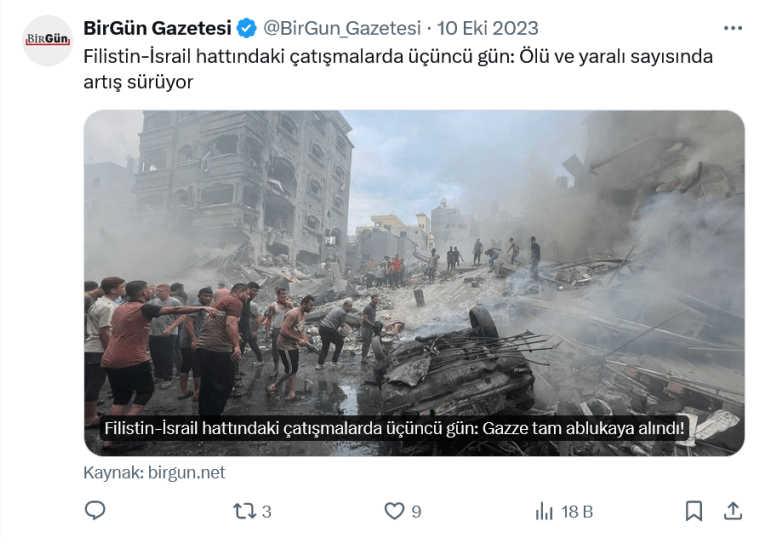 BirGün
BirGün Gazetesi @BirGun_Gazetesi · 10 Eki 2023
Filistin-İsrail hattındaki çatışmalarda üçüncü gün: Ölü ve yaralı sayısında
artış sürüyor
Filistin-İsrail hattındaki çatışmalarda üçüncü gün: Gazze tam ablukaya alındı!
Kaynak: birgun.net
3 9 18 B